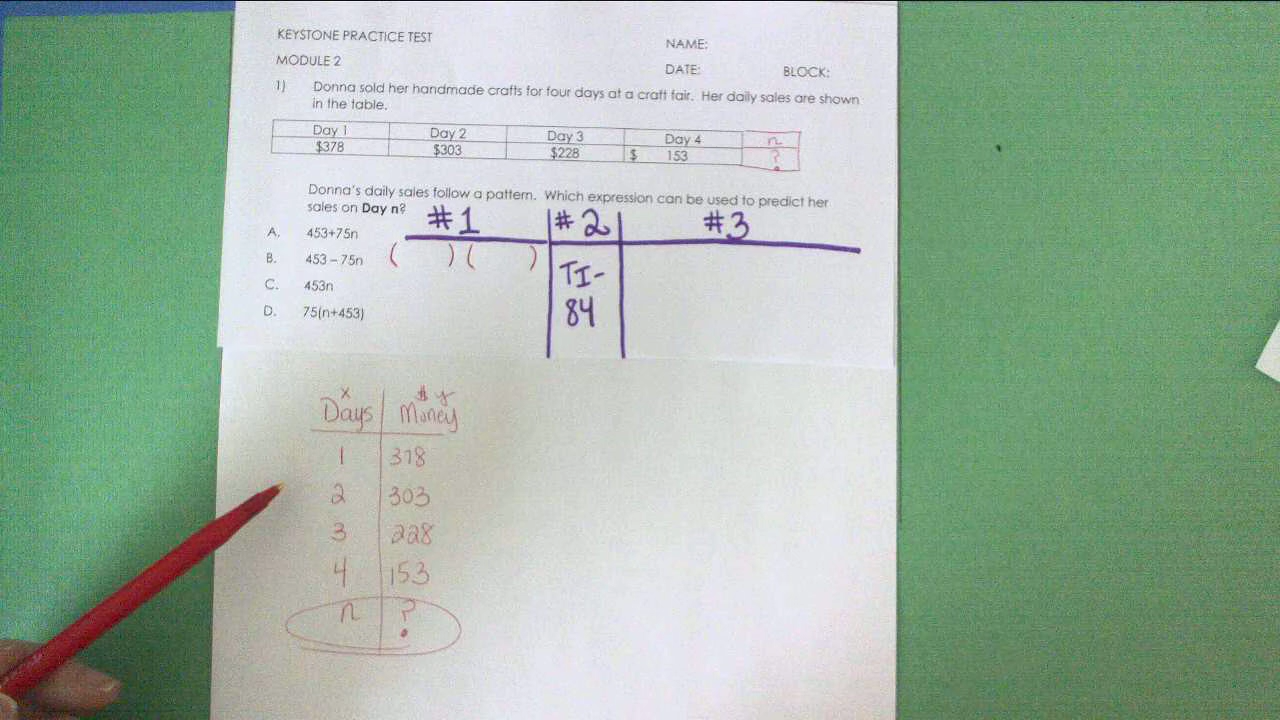 KEYSTONE PRACTICE TEST
NAME:
MODULE 2
DATE: BLOCK:
1) Donna sold her handmade crafts for four days at a craft fair. Her daily sales are shown
in the table.
Day 1 Day 2 Day 3 Day 4 n
$378 $303 $228 $ 153 ?
Donna's daily sales follow a pattern. Which expression can be used to predict her
sales on Day n?
#1 #2 #3
A. 453+75n
B. 453 – 75n ( ) ( )
C. 453n
D. 75(n+453)
TI-
84
x $ y
Days Money
1 378
2 303
3 228
4 153
n ?